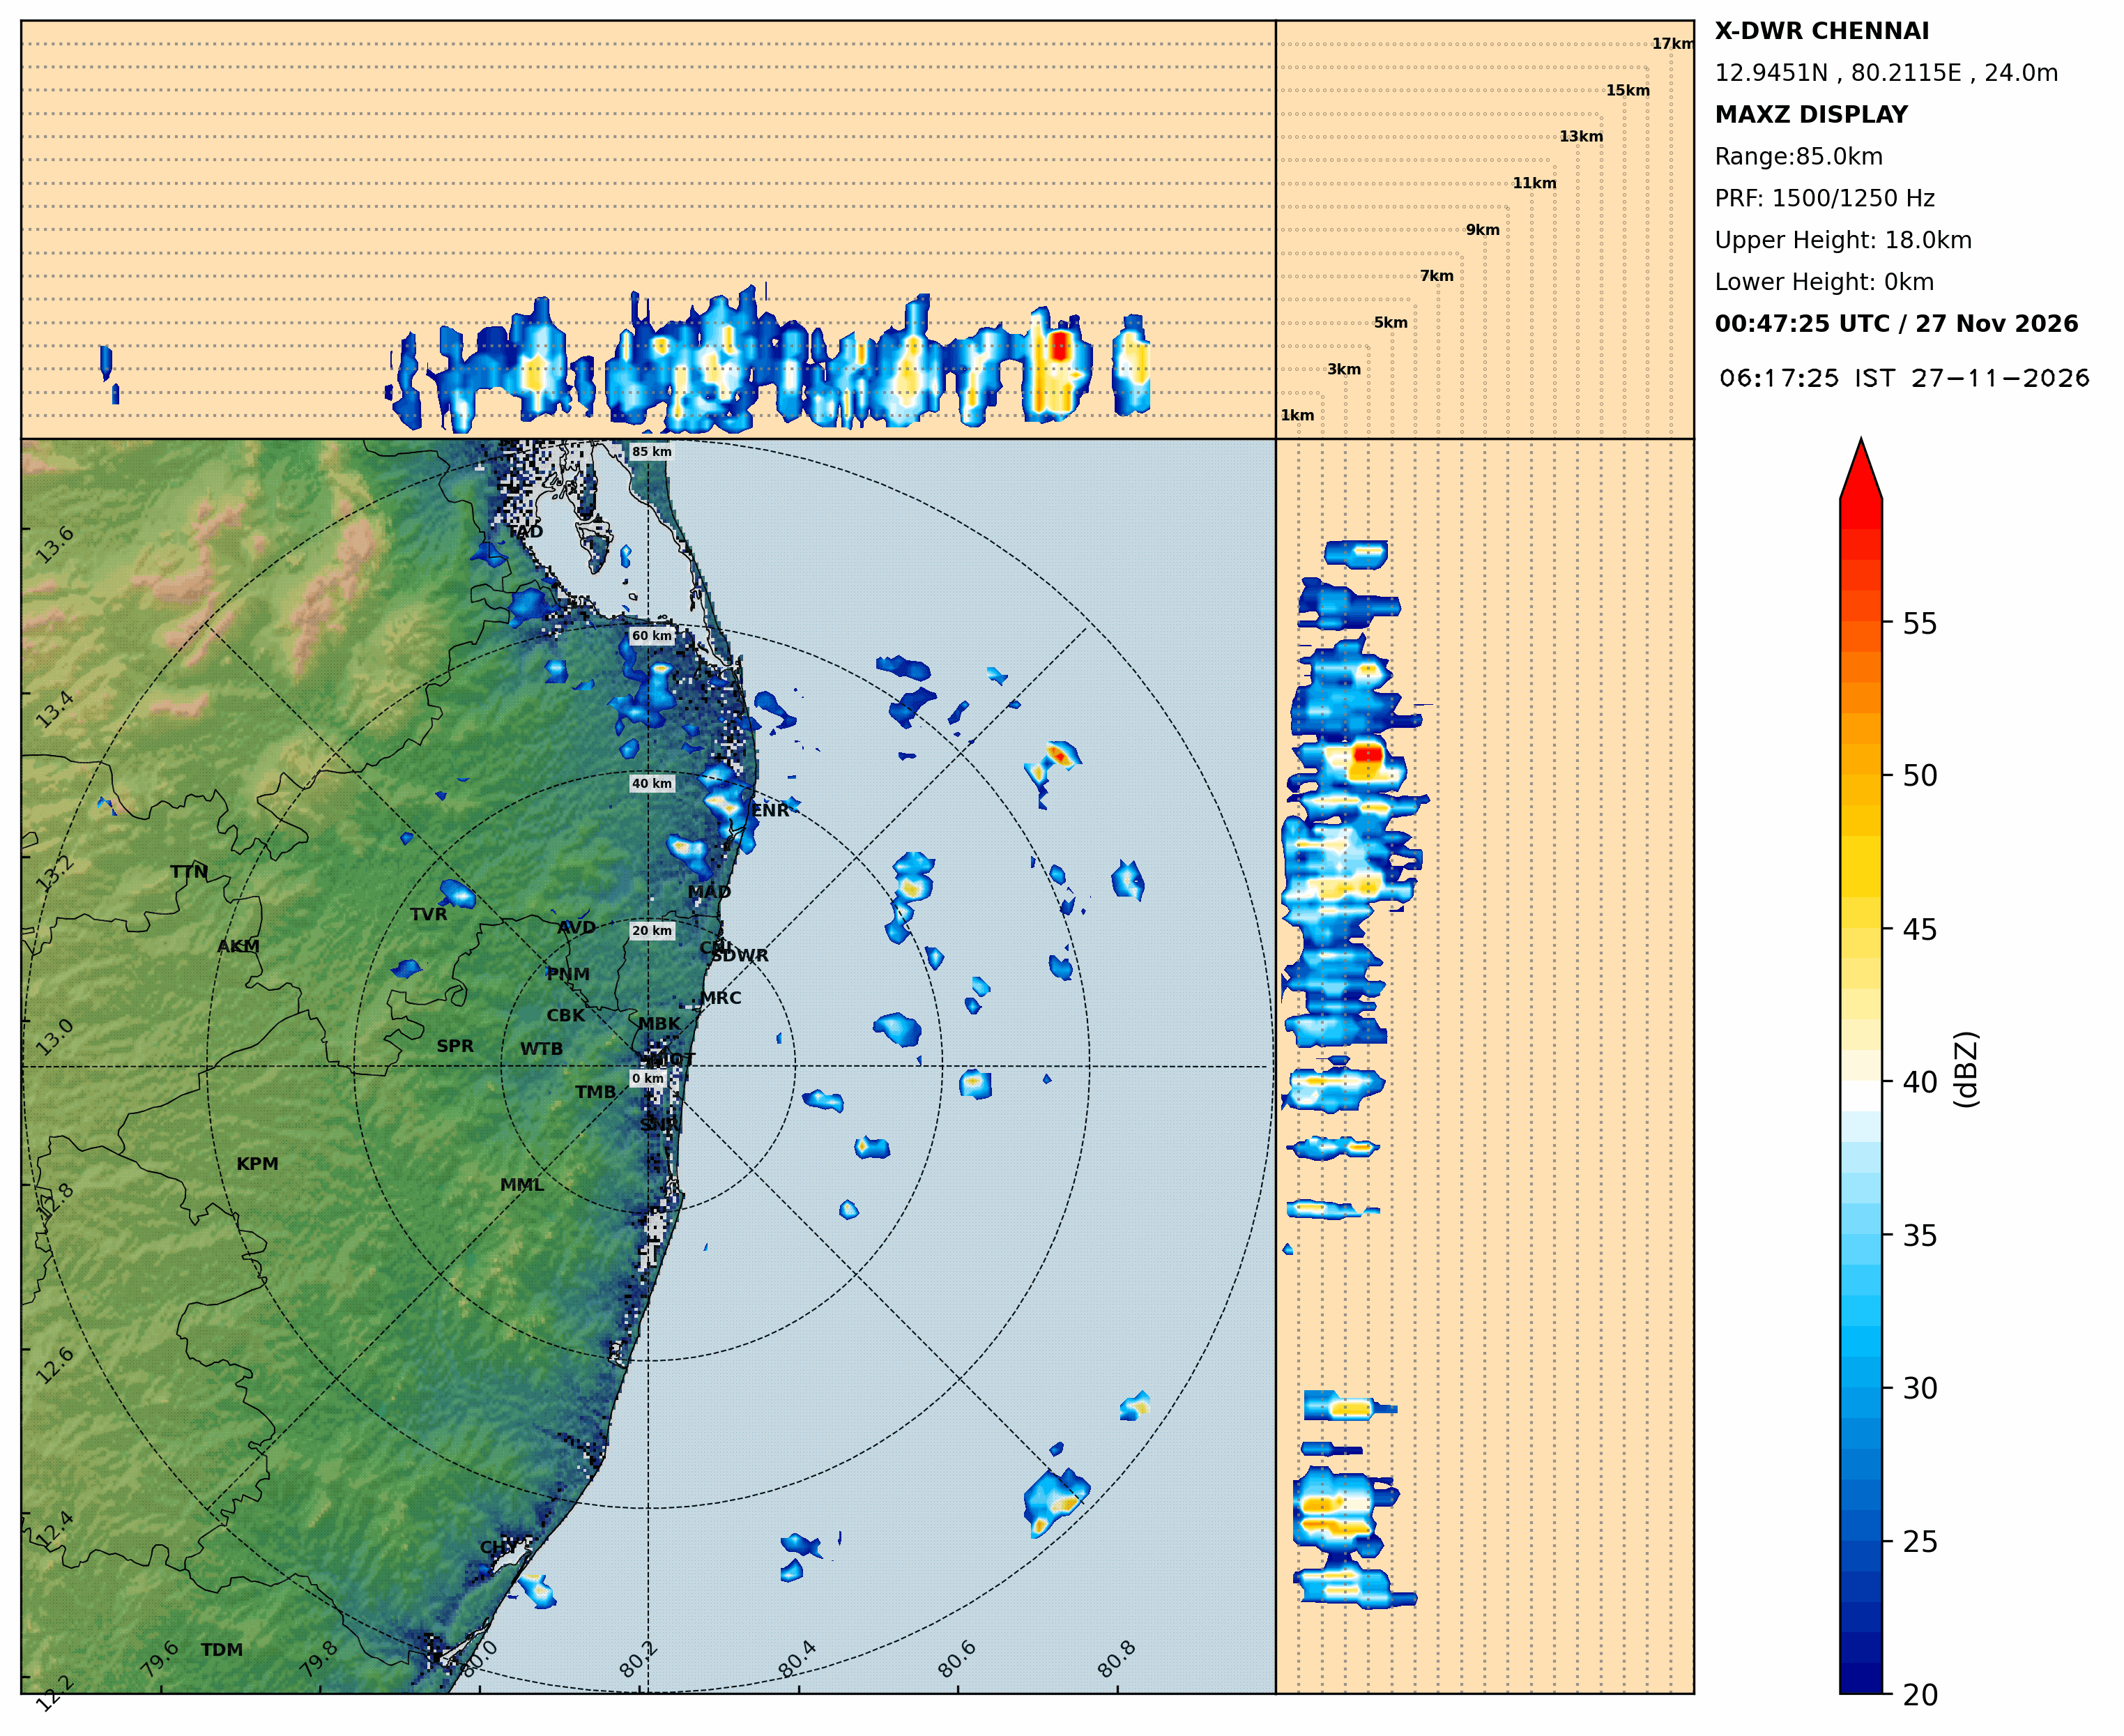 X-DWR CHENNAI
12.9451N , 80.2115E , 24.0m
MAXZ DISPLAY
Range:85.0km
PRF: 1500/1250 Hz
Upper Height: 18.0km
Lower Height: 0km
00:47:25 UTC / 27 Nov 2026
06:17:25 IST 27-11-2026
17km
15km
13km
11km
9km
7km
5km
3km
1km
85 km
60 km
40 km
20 km
0 km
TAD
ENR
TTN
MAD
TVR
AVD
AKM
SDWR
PNM
MRC
CBK
MBK
SPR
WTB
TMB
SNR
KPM
MML
CHY
TDM
13.6
13.4
13.2
13.0
12.8
12.6
12.4
12.2
79.6
79.8
80.0
80.2
80.4
80.6
80.8
55
50
45
40
35
30
25
20
(dBZ)